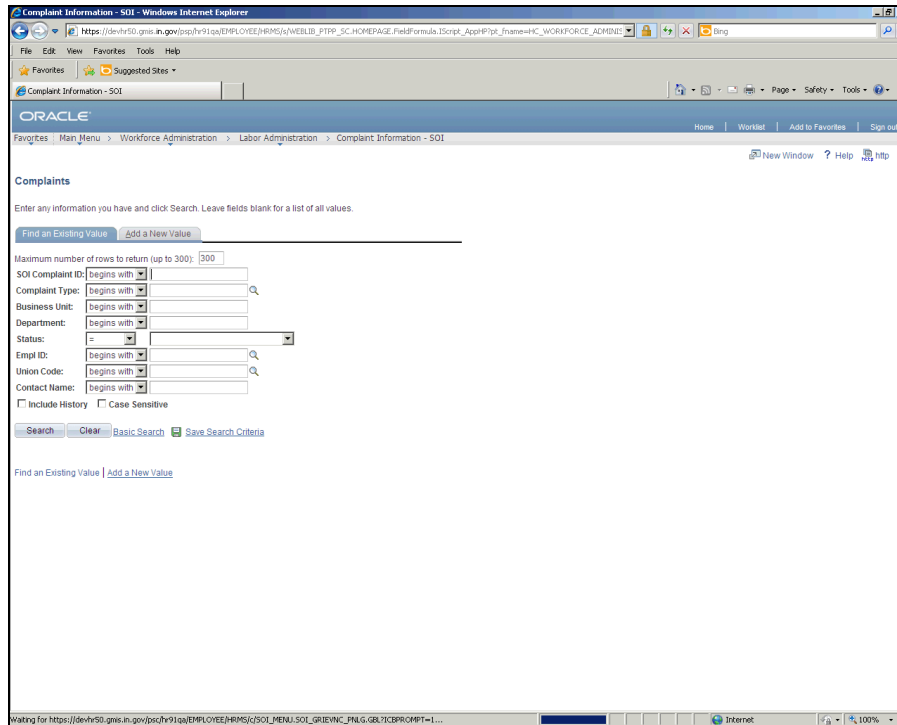 Complaint Information - SOI - Windows Internet Explorer
https://devhr50.gmis.in.gov/psp/hr91qa/EMPLOYEE/HRMS/s/WEBLIB_PTPP_SC.HOMEPAGE.FieldFormula.IScript_AppHP?pt_fname=HC_WORKFORCE_ADMINIS
Bing
File Edit View Favorites Tools Help
Favorites Suggested Sites
Complaint Information - SOI
Page Safety Tools
ORACLE
Home | Worklist | Add to Favorites | Sign out
Favorites | Main Menu > Workforce Administration > Labor Administration > Complaint Information - SOI
New Window ? Help http
Complaints
Enter any information you have and click Search. Leave fields blank for a list of all values.
Find an Existing Value Add a New Value
Maximum number of rows to return (up to 300): 300
SOI Complaint ID: begins with
Complaint Type: begins with
Business Unit: begins with
Department: begins with
Status: =
Empl ID: begins with
Union Code: begins with
Contact Name: begins with
Include History Case Sensitive
Search Clear Basic Search Save Search Criteria
Find an Existing Value | Add a New Value
Waiting for https://devhr50.gmis.in.gov/psc/hr91qa/EMPLOYEE/HRMS/c/SOI_MENU.SOI_GRIEVNC_PNLG.GBL?ICBPROMPT=1... Internet 100%